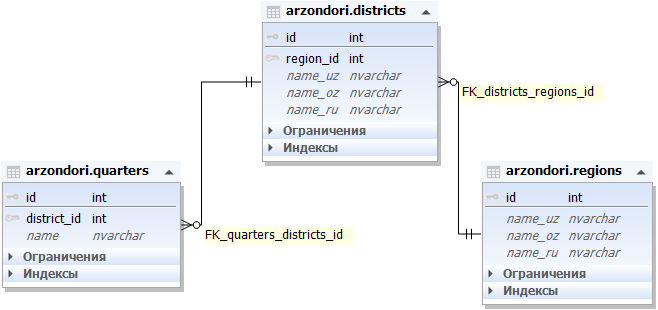 arzondori.districts
id int
region_id int
name_uz nvarchar
name_oz nvarchar
name_ru nvarchar
Ограничения
Индексы
FK_districts_regions_id
arzondori.quarters
id int
district_id int
name nvarchar
Ограничения
Индексы
FK_quarters_districts_id
arzondori.regions
id int
name_uz nvarchar
name_oz nvarchar
name_ru nvarchar
Ограничения
Индексы